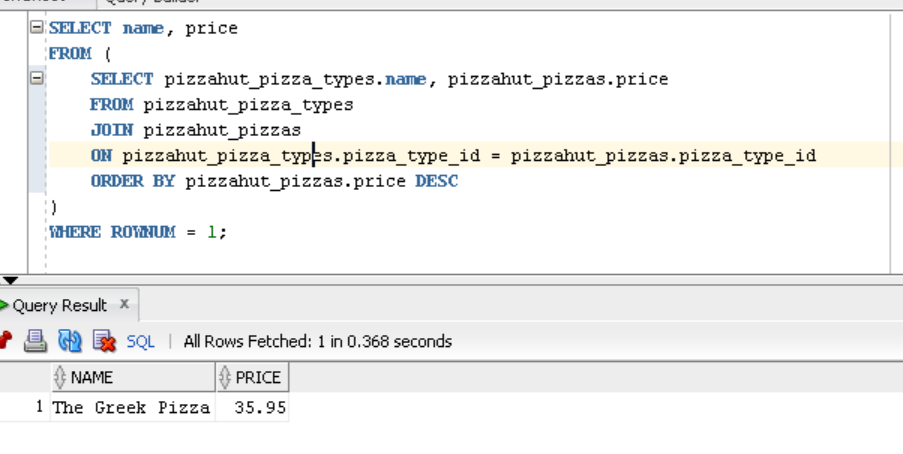 SELECT name, price
FROM (
SELECT pizzahut_pizza_types.name, pizzahut_pizzas.price
FROM pizzahut_pizza_types
JOIN pizzahut_pizzas
ON pizzahut_pizza_types.pizza_type_id = pizzahut_pizzas.pizza_type_id
ORDER BY pizzahut_pizzas.price DESC
)
WHERE ROWNUM = 1;
Query Result x
SQL | All Rows Fetched: 1 in 0.368 seconds
NAME PRICE
1 The Greek Pizza 35.95